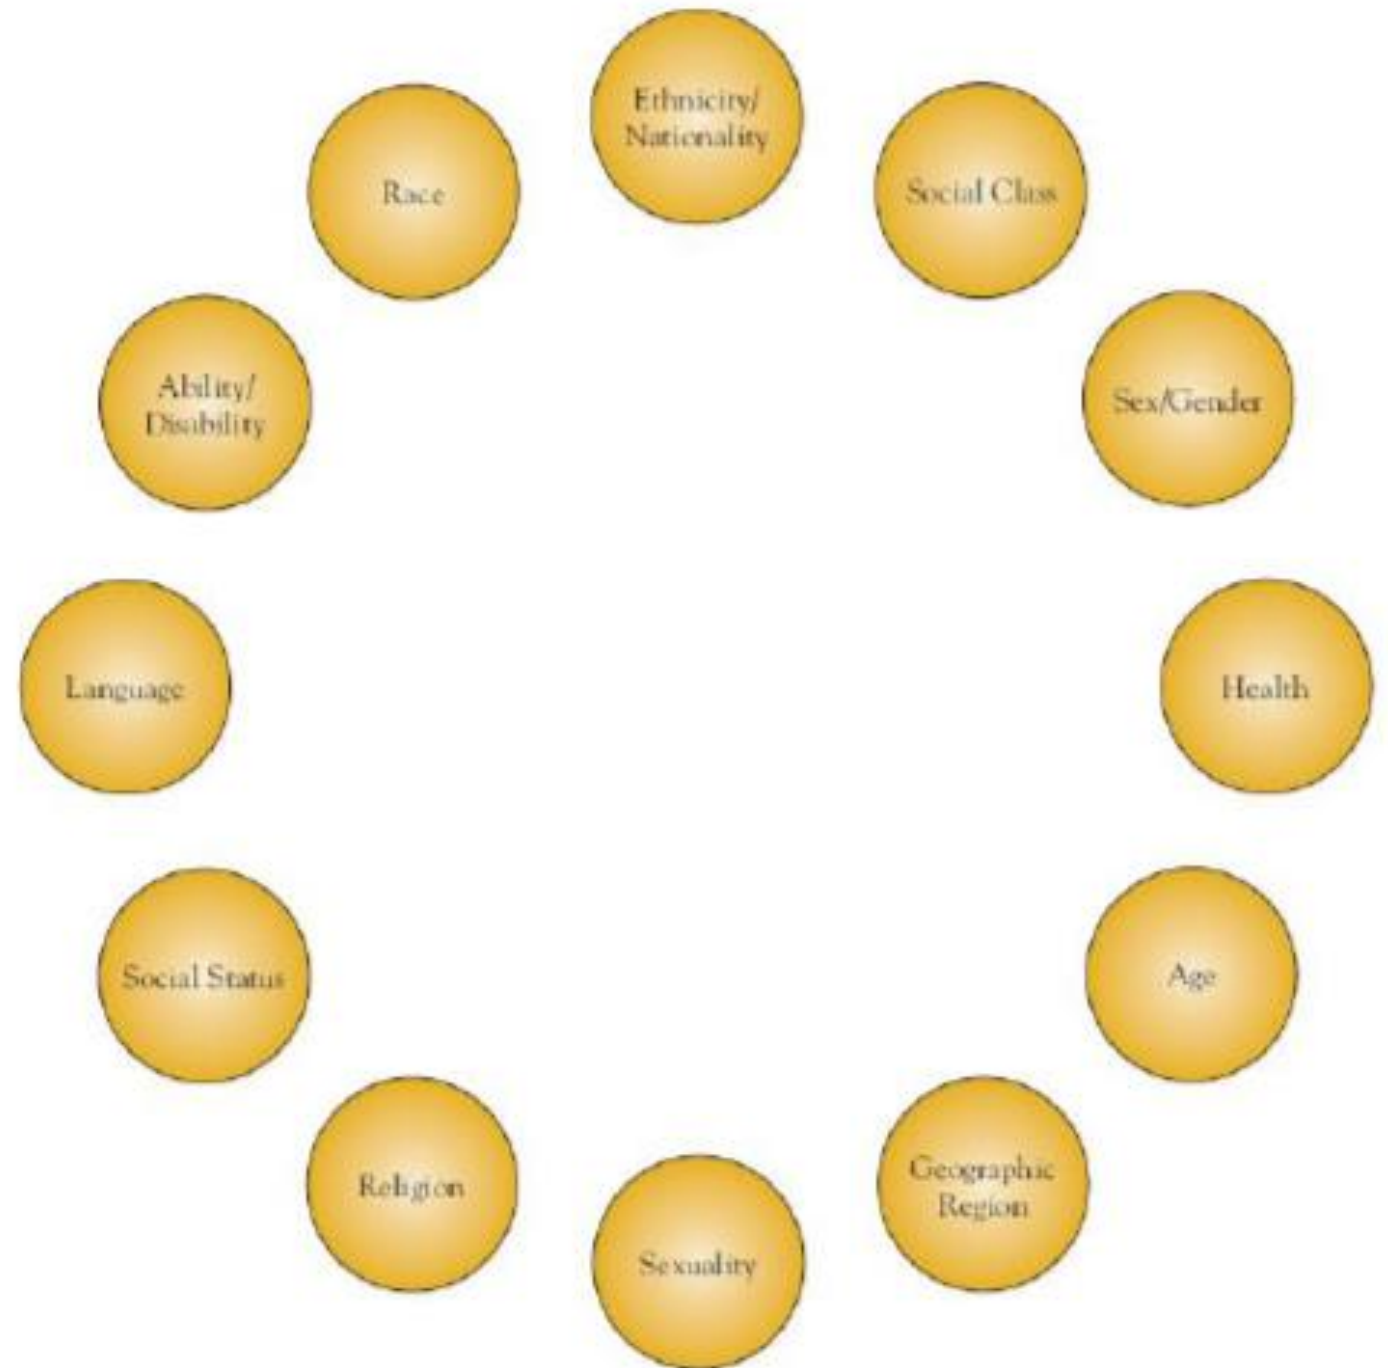 Ethnicity/
Nationality
Social Class
Sex/Gender
Health
Age
Geographic
Region
Sexuality
Religion
Social Status
Language
Ability/
Disability
Race